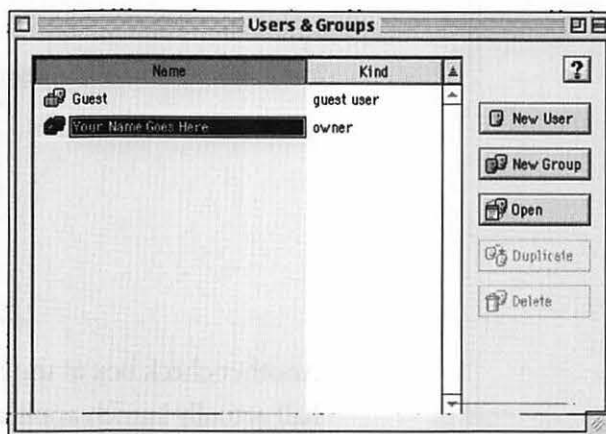 Users & Groups
Name Kind
?
Guest guest user
New User
Your Name Goes Here owner
New Group
Open
Duplicate
Delete